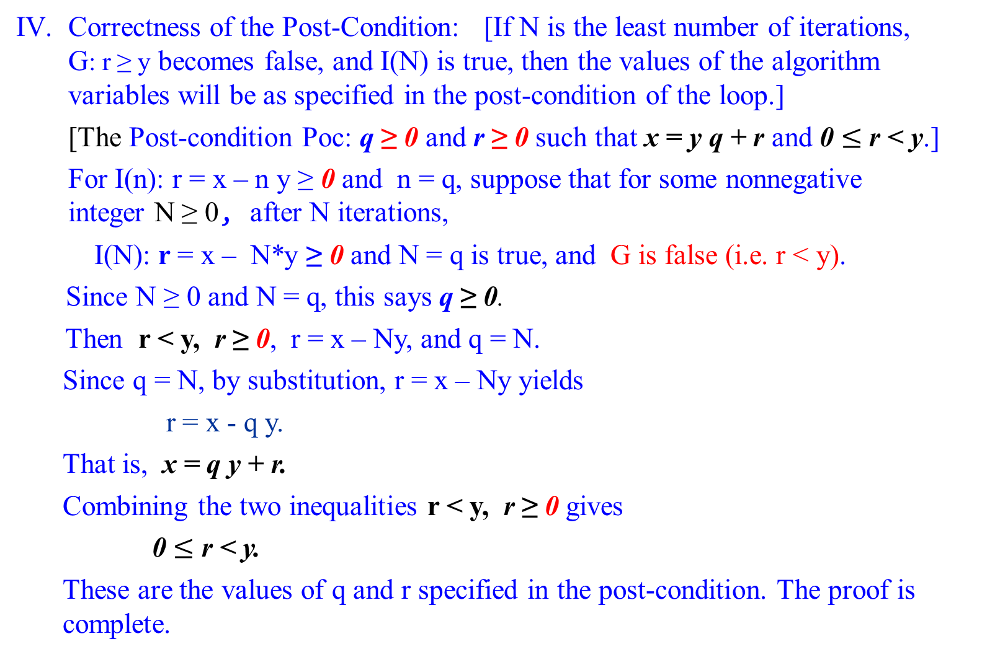 IV. Correctness of the Post-Condition: [If N is the least number of iterations,
G: r ≥ y becomes false, and I(N) is true, then the values of the algorithm
variables will be as specified in the post-condition of the loop.]
[The Post-condition Poc: q ≥ 0 and r ≥ 0 such that x = y q + r and 0 ≤ r < y.]
For I(n): r = x – n y ≥ 0 and n = q, suppose that for some nonnegative
integer N ≥ 0, after N iterations,
I(N): r = x – N*y ≥ 0 and N = q is true, and G is false (i.e. r < y).
Since N ≥ 0 and N = q, this says q ≥ 0.
Then r < y, r ≥ 0, r = x – Ny, and q = N.
Since q = N, by substitution, r = x – Ny yields
r = x - q y.
That is, x = q y + r.
Combining the two inequalities r < y, r ≥ 0 gives
0 ≤ r < y.
These are the values of q and r specified in the post-condition. The proof is
complete.